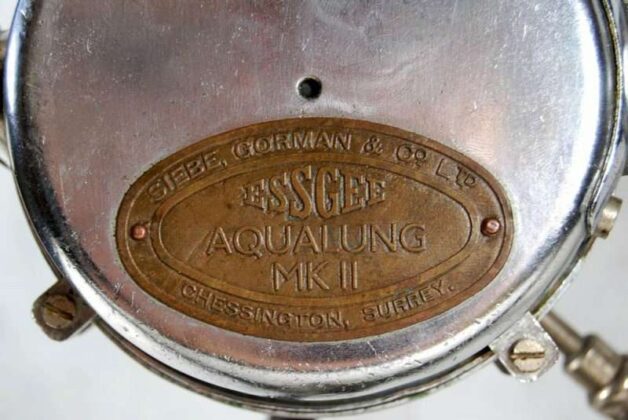 SIEBE, GORMAN & CO. LTD
ESSGEE
AQUALUNG
MK II
CHESSINGTON, SURREY.